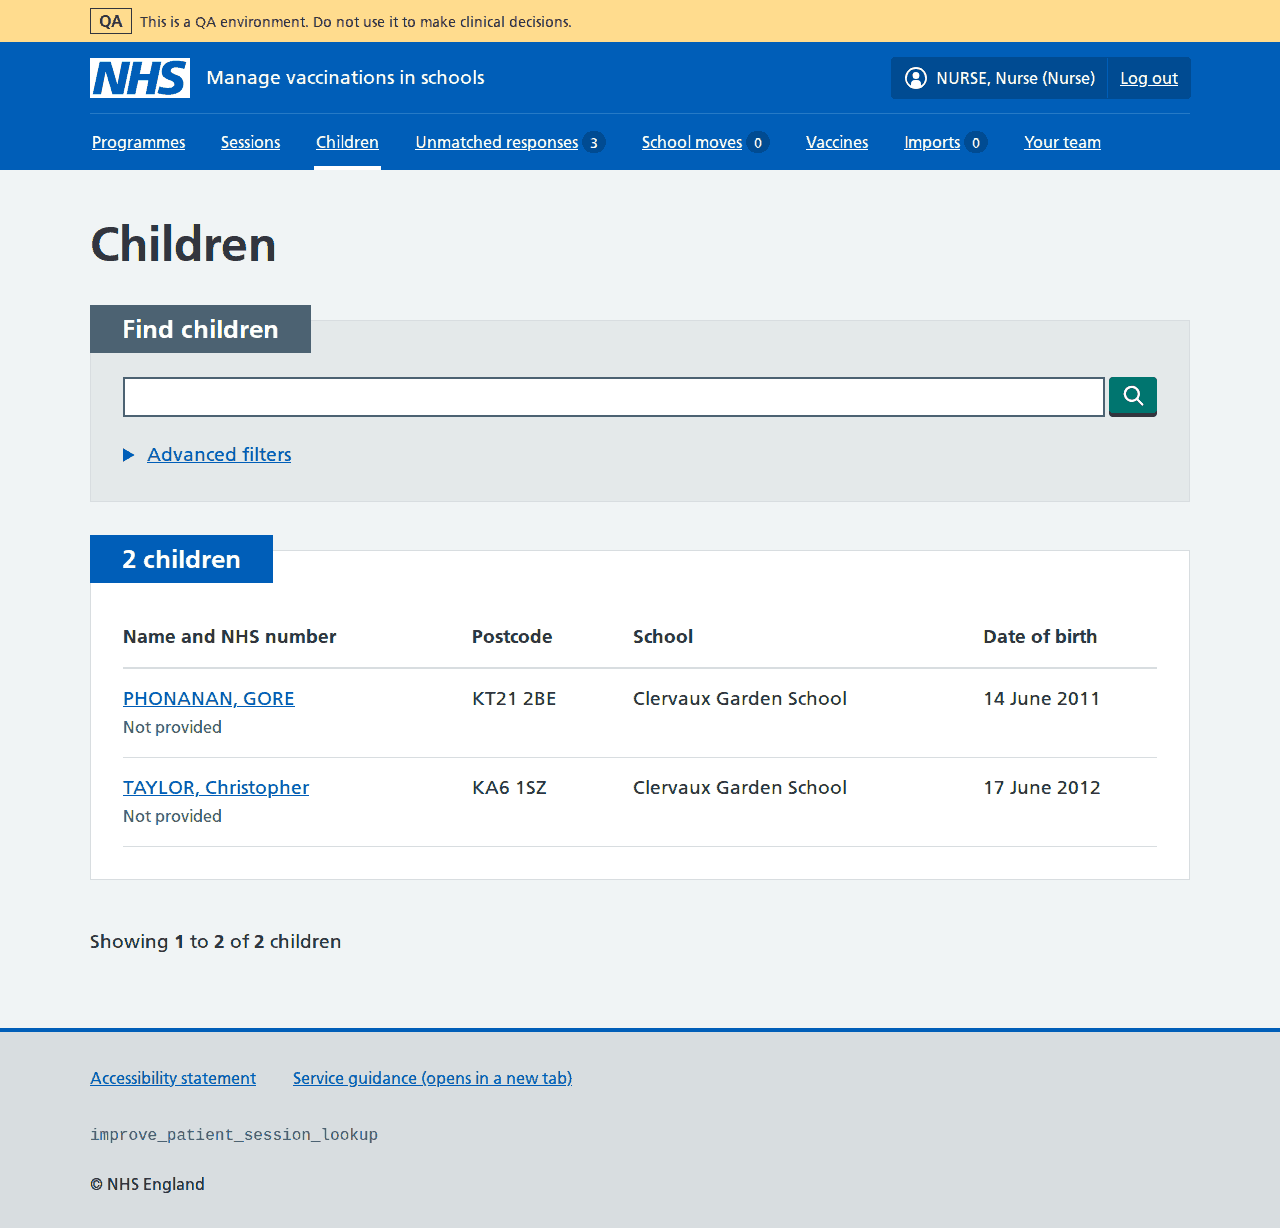 QA This is a QA environment. Do not use it to make clinical decisions.
NHS Manage vaccinations in schools NURSE, Nurse (Nurse) Log out
Programmes Sessions Children Unmatched responses 3 School moves 0 Vaccines Imports 0 Your team
Children
Find children
Advanced filters
2 children
Name and NHS number Postcode School Date of birth
PHONANAN, GORE KT21 2BE Clervaux Garden School 14 June 2011
Not provided
TAYLOR, Christopher KA6 1SZ Clervaux Garden School 17 June 2012
Not provided
Showing 1 to 2 of 2 children
Accessibility statement Service guidance (opens in a new tab)
improve_patient_session_lookup
© NHS England